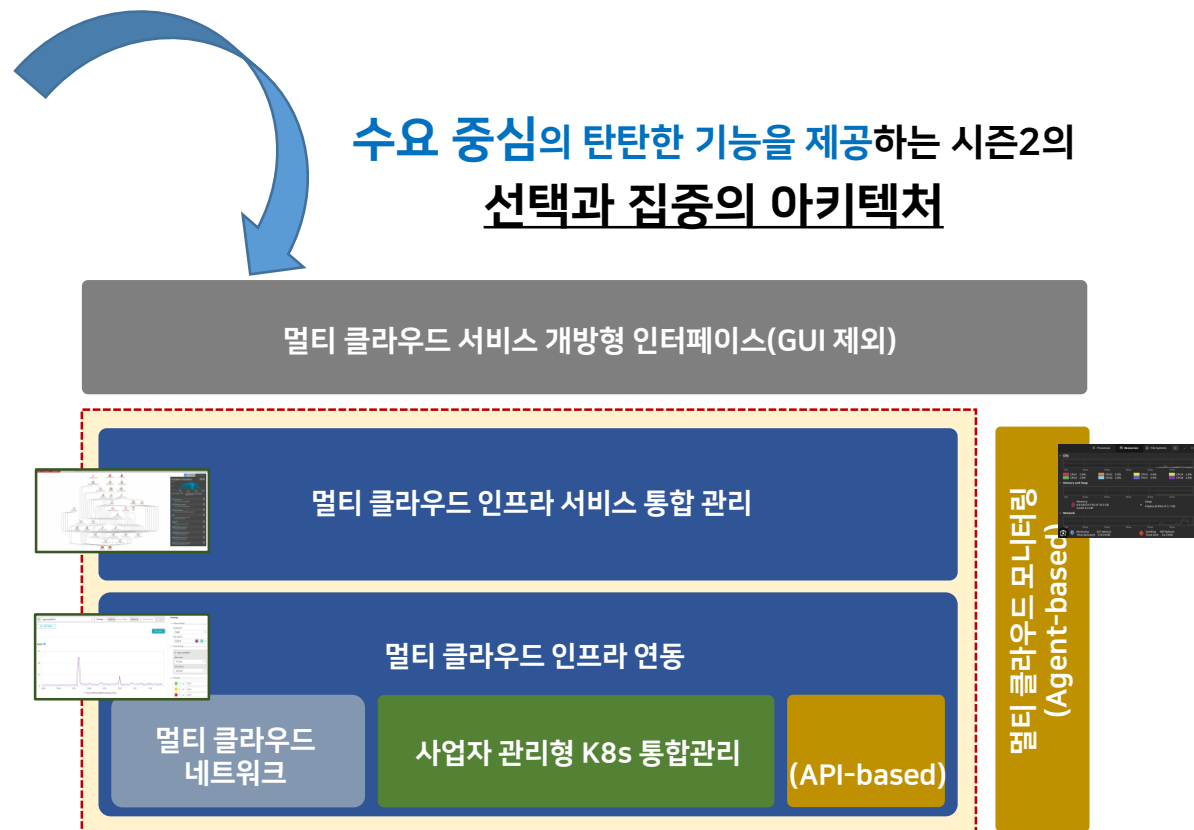 수요 중심의 탄탄한 기능을 제공하는 시즌2의
선택과 집중의 아키텍처
멀티 클라우드 서비스 개방형 인터페이스(GUI 제외)
멀티 클라우드 인프라 서비스 통합 관리
멀티 클라우드 인프라 연동
멀티 클라우드
네트워크
사업자 관리형 K8s 통합관리
(API-based)
멀티 클라우드 모니터링
(Agent-based)